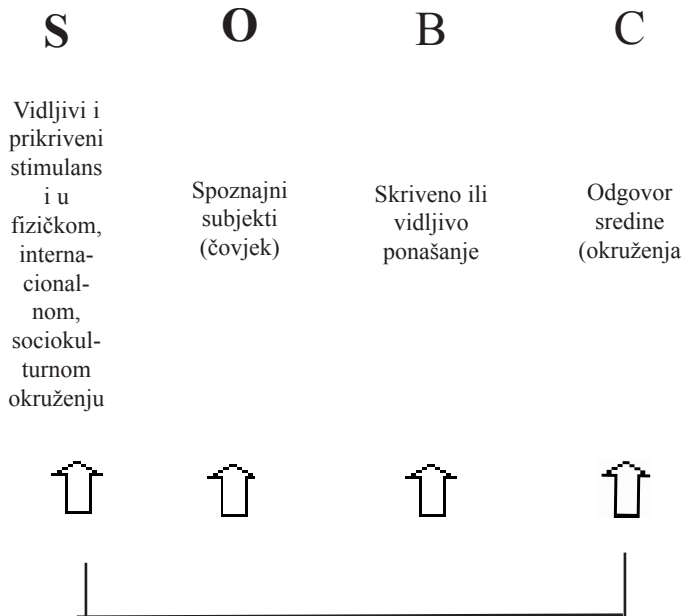 S O B C
Vidljivi i
prikriveni
stimulans
i u
fizičkom,
interna-
cional-
nom,
sociokul-
turnom
okruženju
Spoznajni
subjekti
(čovjek)
Skriveno ili
vidljivo
ponašanje
Odgovor
sredine
(okruženja